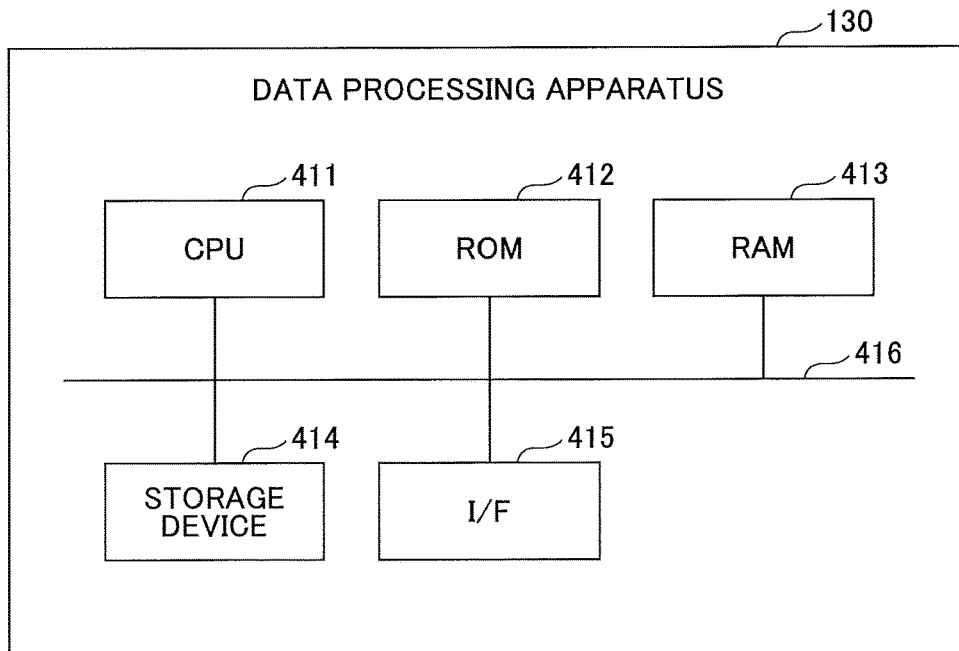 130
DATA PROCESSING APPARATUS
411
412
413
CPU
ROM
RAM
416
414
415
STORAGE
DEVICE
I/F